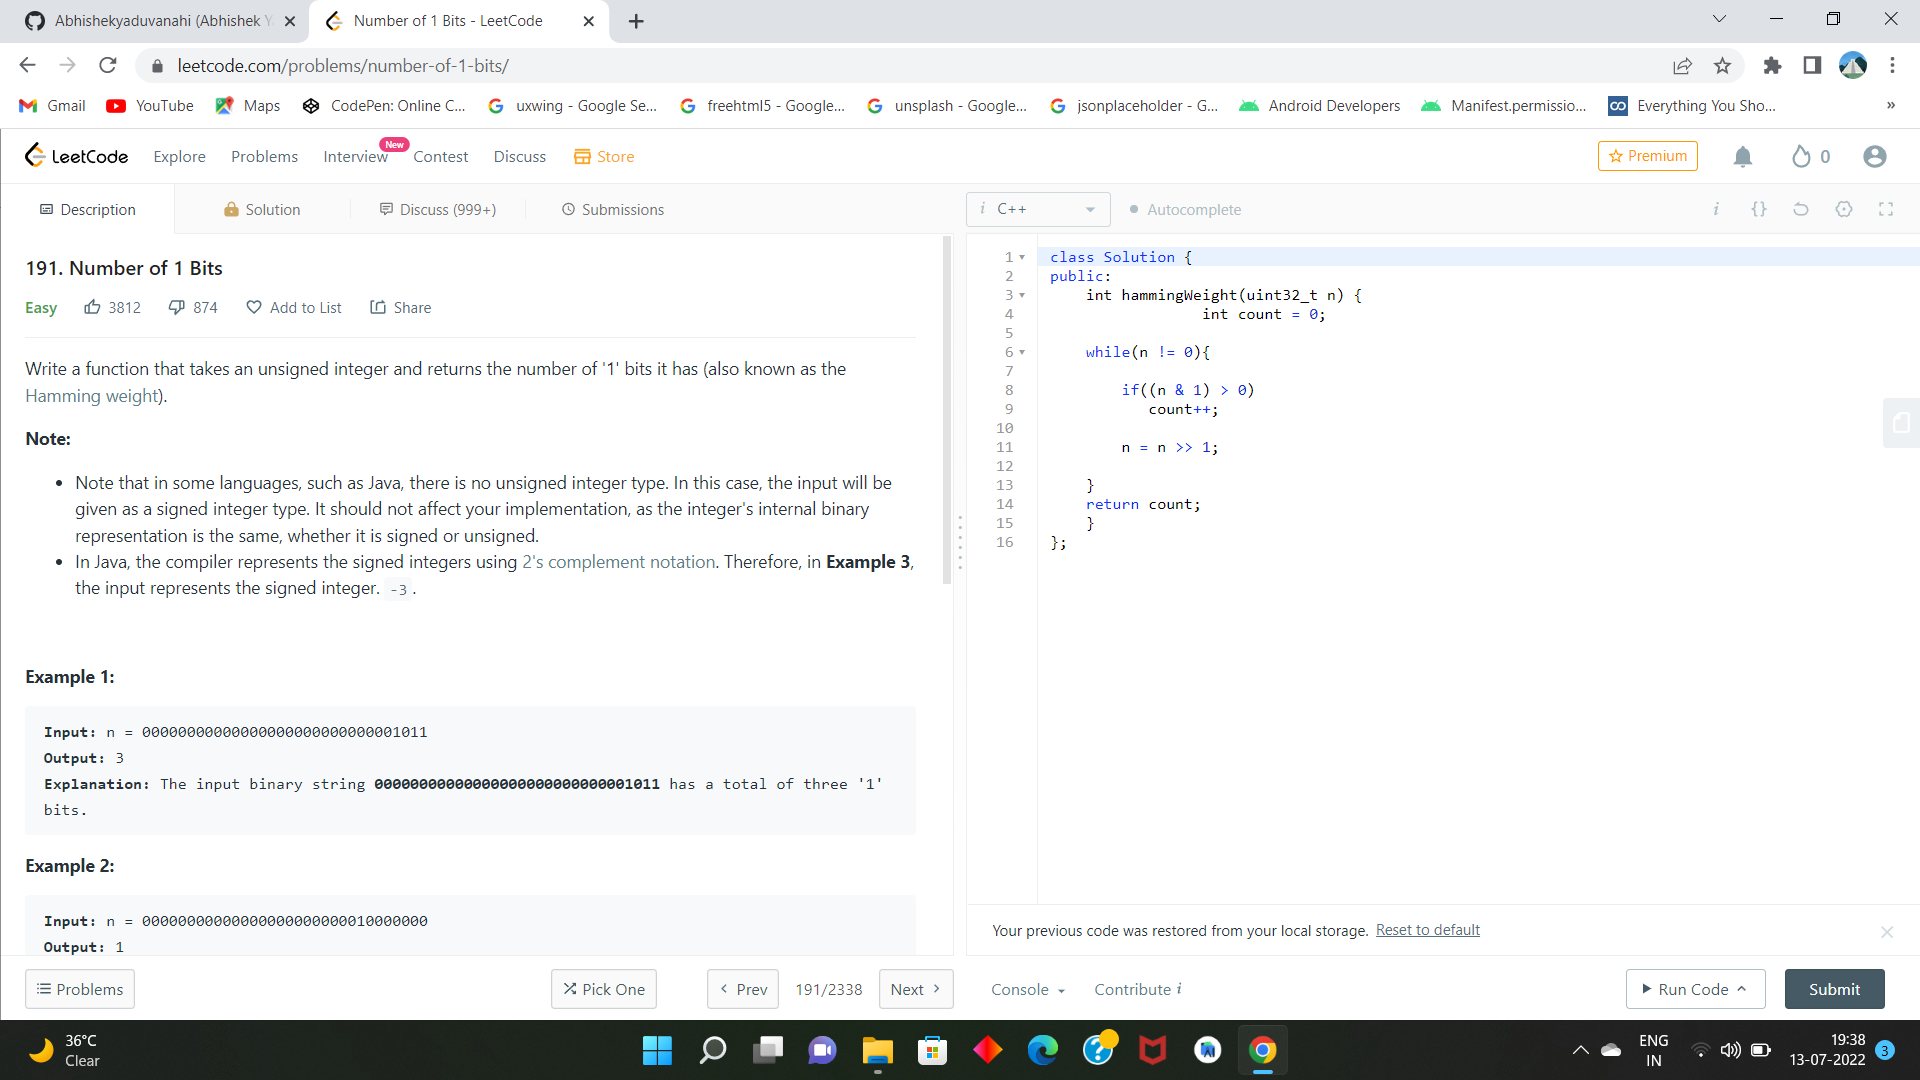 Abhishekyaduvanahi (Abhishek Y
Number of 1 Bits - LeetCode
leetcode.com/problems/number-of-1-bits/
Gmail YouTube Maps CodePen: Online C... uxwing - Google Se... freehtml5 - Google... unsplash - Google... jsonplaceholder - G... Android Developers Manifest.permissio... Everything You Sho... »
LeetCode Explore Problems Interview New Contest Discuss Store Premium 0
Description Solution Discuss (999+) Submissions
i C++ Autocomplete i {}
191. Number of 1 Bits
Easy 3812 874 Add to List Share
Write a function that takes an unsigned integer and returns the number of '1' bits it has (also known as the
Hamming weight).
Note:
• Note that in some languages, such as Java, there is no unsigned integer type. In this case, the input will be
given as a signed integer type. It should not affect your implementation, as the integer's internal binary
representation is the same, whether it is signed or unsigned.
• In Java, the compiler represents the signed integers using 2's complement notation. Therefore, in Example 3,
the input represents the signed integer. -3.
Example 1:
Input: n = 00000000000000000000000000001011
Output: 3
Explanation: The input binary string 00000000000000000000000000001011 has a total of three '1'
bits.
Example 2:
Input: n = 00000000000000000000000010000000
Output: 1
1 class Solution {
2 public:
3 int hammingWeight(uint32_t n) {
4 int count = 0;
5
6 while(n != 0){
7
8 if((n & 1) > 0)
9 count++;
10
11 n = n >> 1;
12
13 }
14 return count;
15 }
16 };
Your previous code was restored from your local storage. Reset to default
Problems Pick One Prev 191/2338 Next Console Contribute i Run Code Submit
36°C
Clear
ENG
IN
19:38
13-07-2022
3